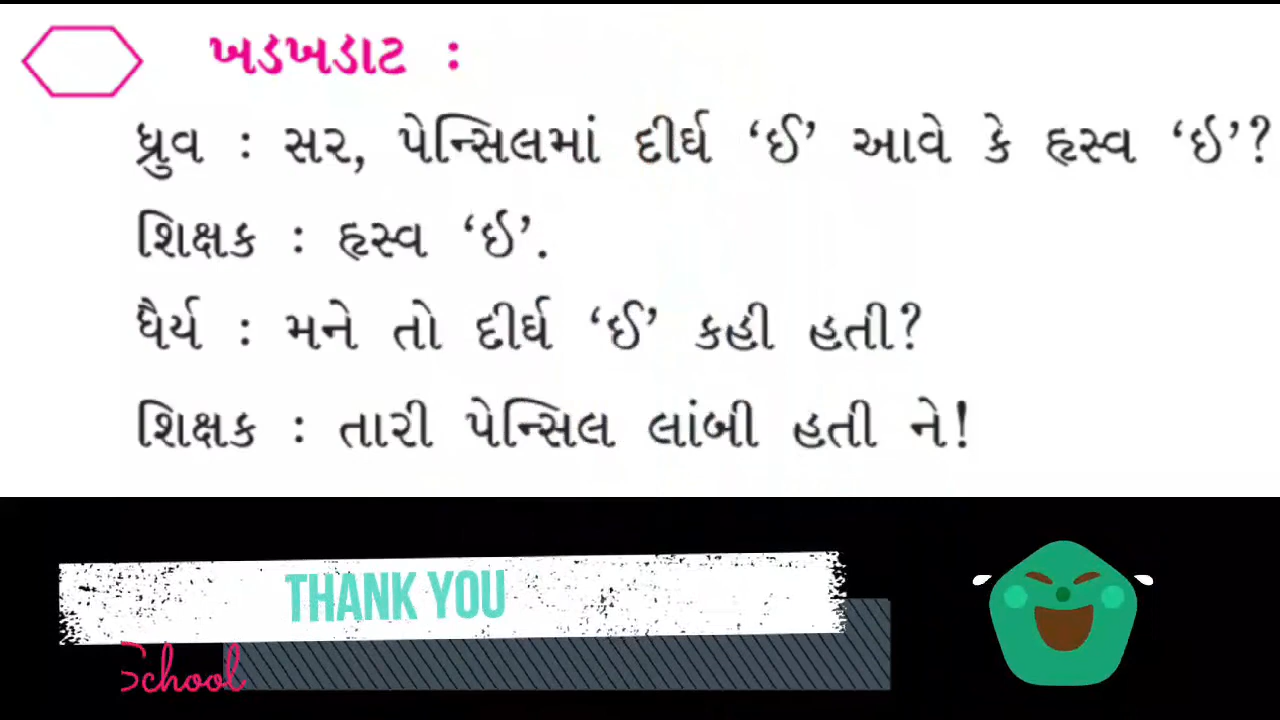 ખડખડાટ :
ધ્રુવ : સર, પેન્સિલમાં દીર્ઘ ‘ઈ’ આવે કે હ્રસ્વ ‘ઇ’?
શિક્ષક : હ્રસ્વ ‘ઇ’.
ધૈર્ય : મને તો દીર્ઘ ‘ઈ’ કહી હતી?
શિક્ષક : તારી પેન્સિલ લાંબી હતી ને!
THANK YOU
School